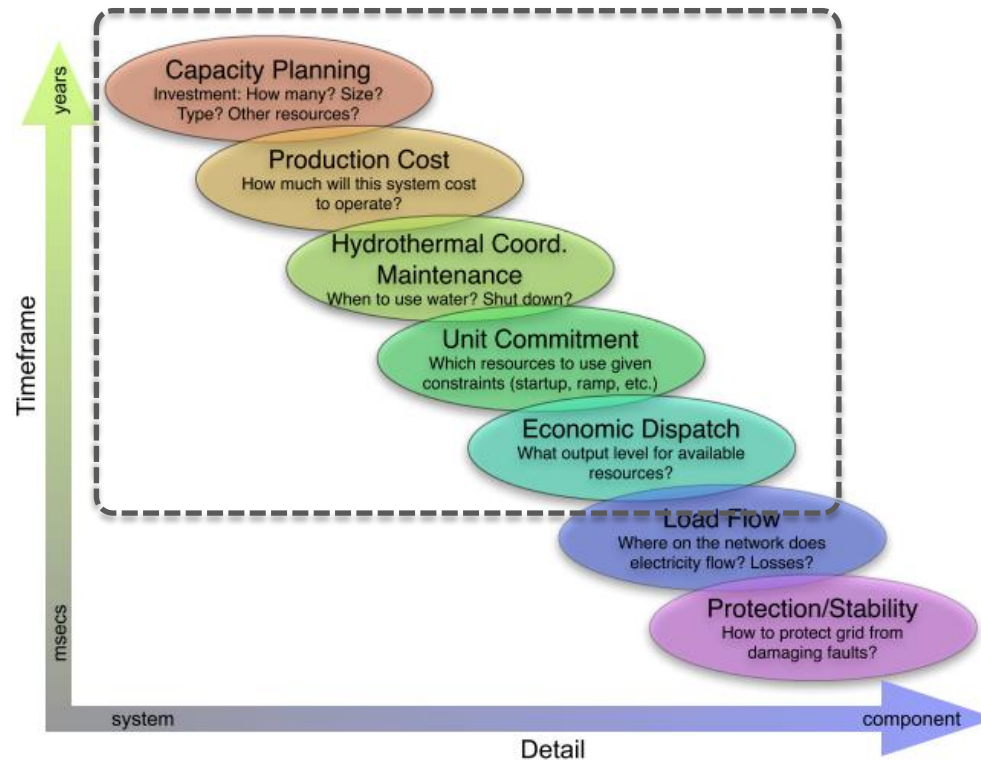 years
Capacity Planning
Investment: How many? Size?
Type? Other resources?
Production Cost
How much will this system cost
to operate?
Hydrothermal Coord.
Maintenance
When to use water? Shut down?
Unit Commitment
Which resources to use given
constraints (startup, ramp, etc.)
Timeframe
Economic Dispatch
What output level for available
resources?
Load Flow
Where on the network does
electricity flow? Losses?
msecs
Protection/Stability
How to protect grid from
damaging faults?
system
component
Detail